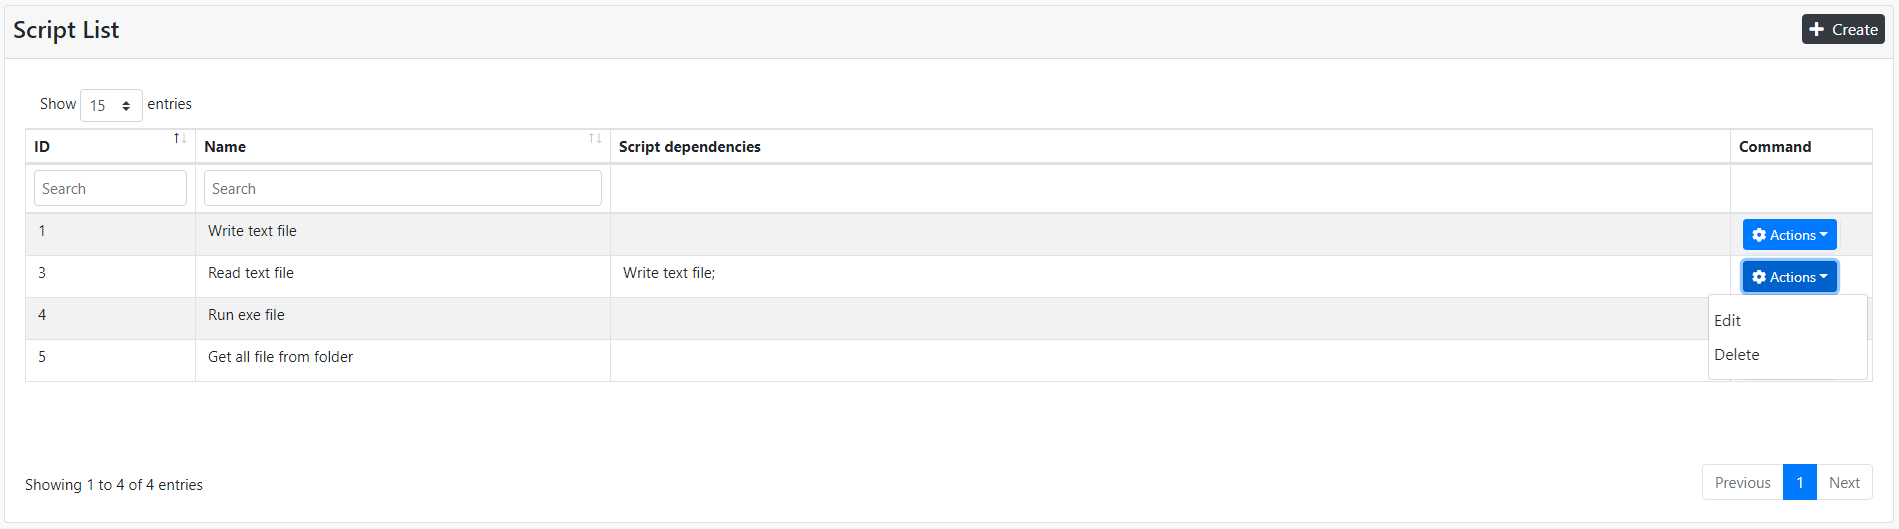 Script List
Create
Show 15 entries
ID Name Script dependencies Command
Search Search
1 Write text file Actions
3 Read text file Write text file; Actions
4 Run exe file
Edit
5 Get all file from folder
Delete
Showing 1 to 4 of 4 entries
Previous 1 Next